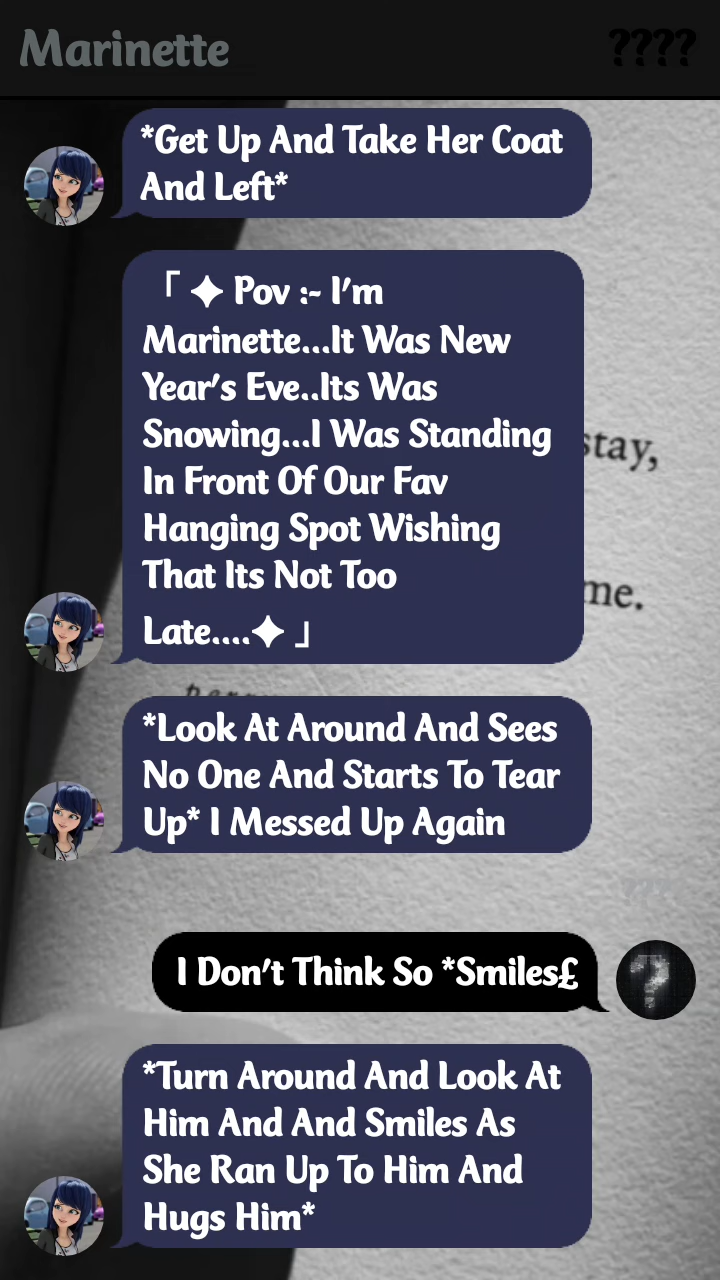 Marinette
????
*Get Up And Take Her Coat
And Left*
「 ✦ Pov :- I'm
Marinette...It Was New
Year's Eve..Its Was
Snowing...I Was Standing
In Front Of Our Fav
Hanging Spot Wishing
That Its Not Too
Late....✦ 」
stay,
me.
*Look At Around And Sees
No One And Starts To Tear
Up* I Messed Up Again
????
I Don't Think So *Smiles£
?
*Turn Around And Look At
Him And And Smiles As
She Ran Up To Him And
Hugs Him*